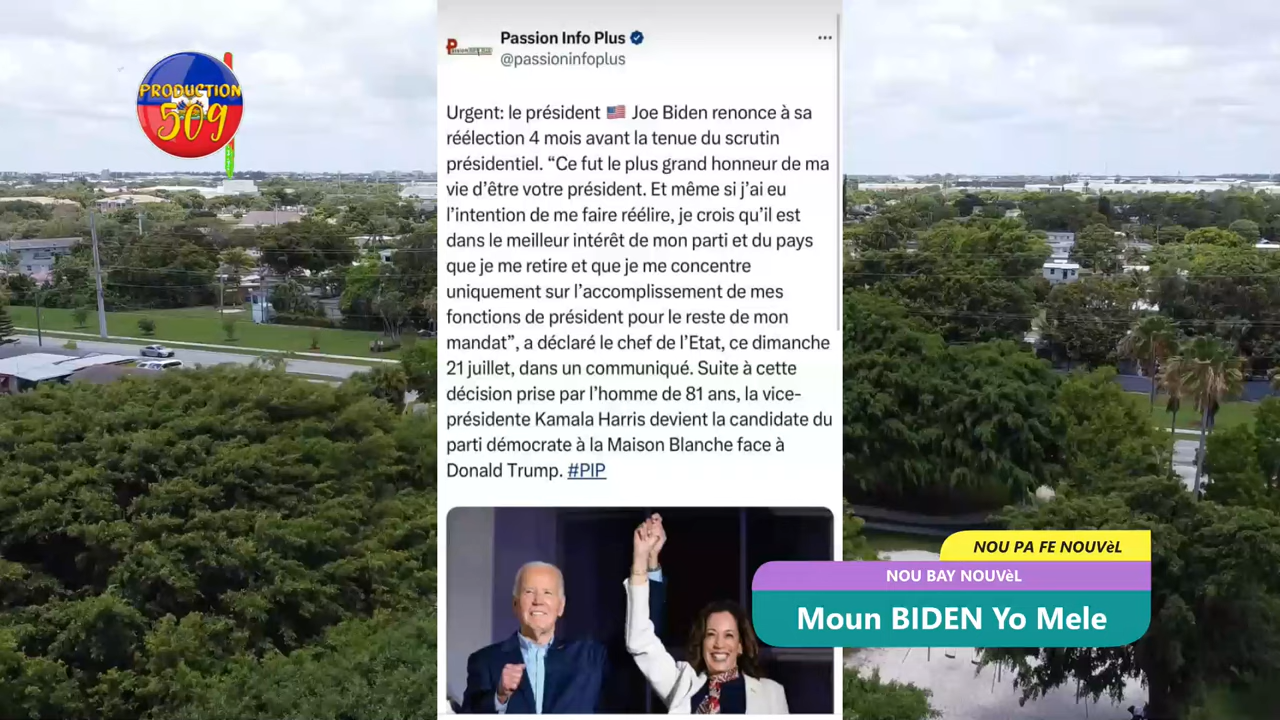 PRODUCTION
509
Passion Info Plus
@passioninfoplus
Urgent: le président 🇺🇸 Joe Biden renonce à sa
réélection 4 mois avant la tenue du scrutin
présidentiel. “Ce fut le plus grand honneur de ma
vie d’être votre président. Et même si j’ai eu
l’intention de me faire réélire, je crois qu’il est
dans le meilleur intérêt de mon parti et du pays
que je me retire et que je me concentre
uniquement sur l’accomplissement de mes
fonctions de président pour le reste de mon
mandat”, a déclaré le chef de l’Etat, ce dimanche
21 juillet, dans un communiqué. Suite à cette
décision prise par l’homme de 81 ans, la vice-
présidente Kamala Harris devient la candidate du
parti démocrate à la Maison Blanche face à
Donald Trump. #PIP
NOU PA FE NOUVèL
NOU BAY NOUVèL
Moun BIDEN Yo Mele